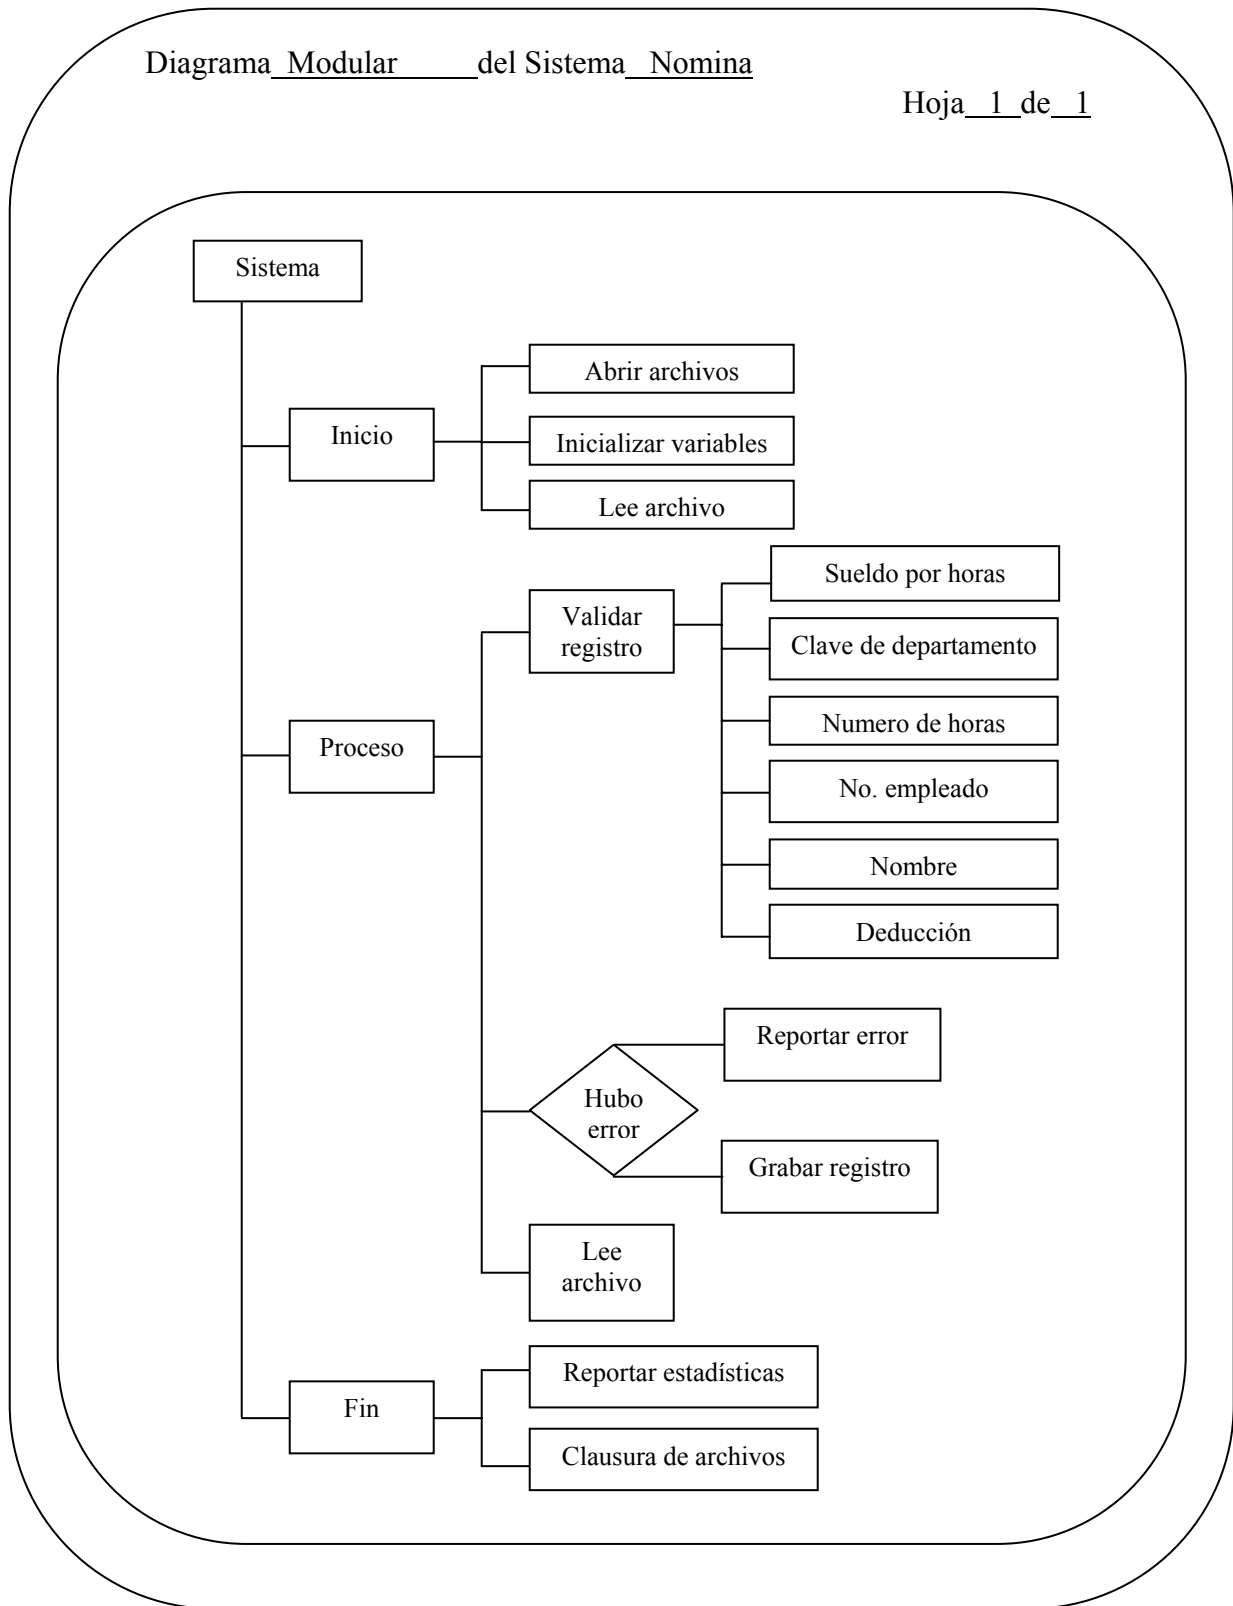 Diagrama Modular del Sistema Nomina
Hoja 1 de 1
Sistema
Inicio
Abrir archivos
Inicializar variables
Lee archivo
Proceso
Validar
registro
Sueldo por horas
Clave de departamento
Numero de horas
No. empleado
Nombre
Deducción
Hubo
error
Reportar error
Grabar registro
Lee
archivo
Fin
Reportar estadísticas
Clausura de archivos